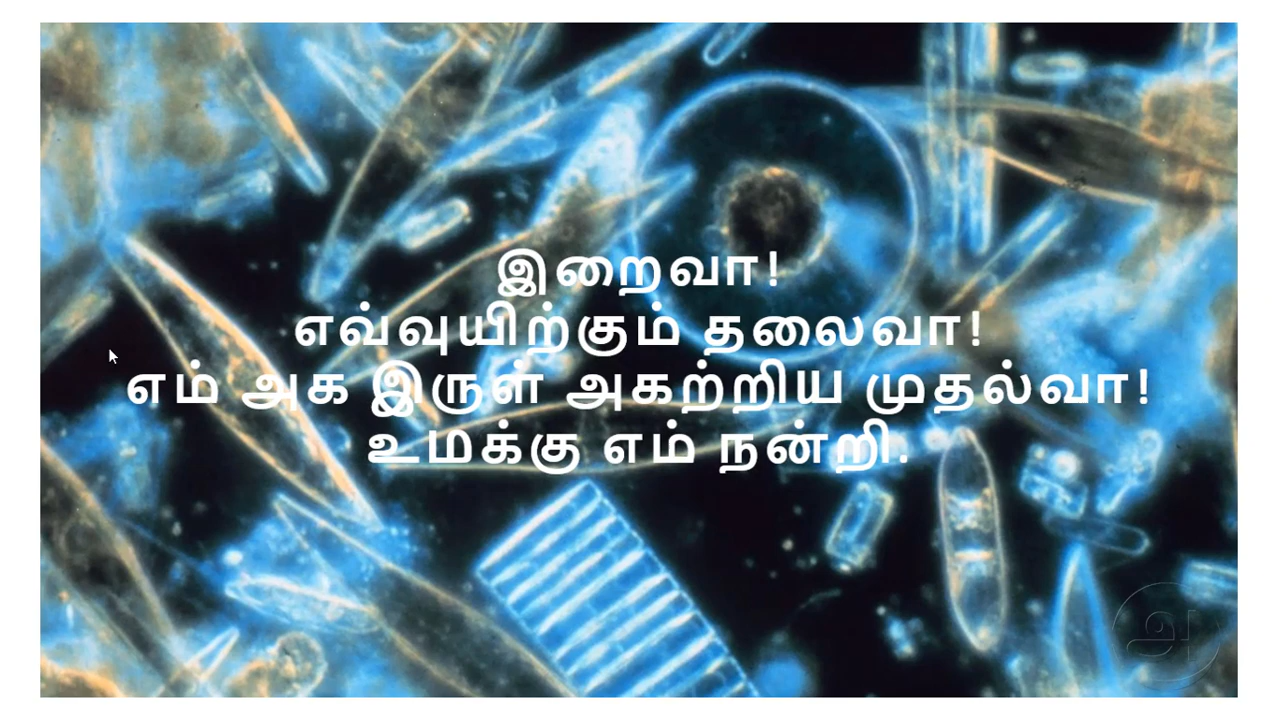 இறைவா!
எவ்வுயிற்கும் தலைவா!
எம் அக இருள் அகற்றிய முதல்வா!
உமக்கு எம் நன்றி.
அ